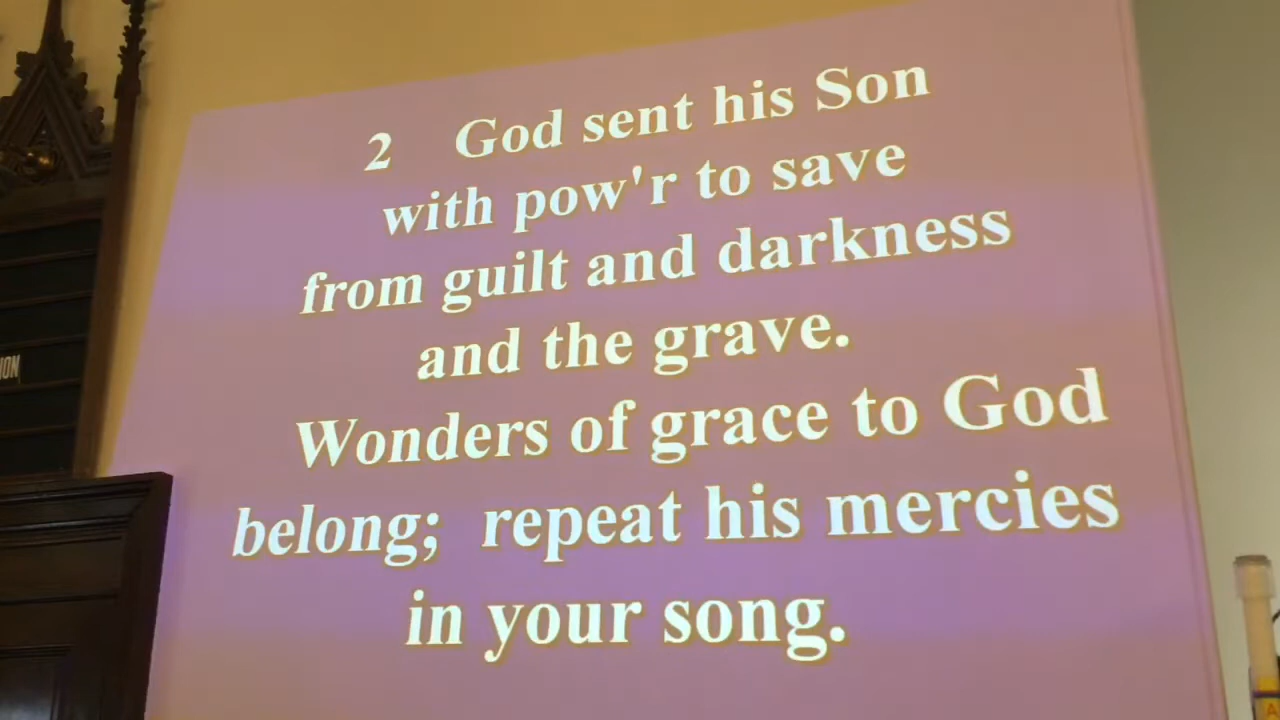 2 God sent his Son
with pow'r to save
from guilt and darkness
and the grave.
Wonders of grace to God
belong; repeat his mercies
in your song.